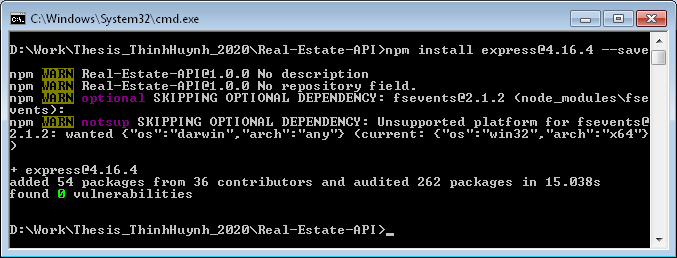 C:\Windows\System32\cmd.exe
D:\Work\Thesis_ThinhHuynh_2020\Real-Estate-API>npm install express@4.16.4 --save
npm WARN Real-Estate-API@1.0.0 No description
npm WARN Real-Estate-API@1.0.0 No repository field.
npm WARN optional SKIPPING OPTIONAL DEPENDENCY: fsevents@2.1.2 (node_modules\fse
vents):
npm WARN notsup SKIPPING OPTIONAL DEPENDENCY: Unsupported platform for fsevents@
2.1.2: wanted {"os":"darwin","arch":"any"} (current: {"os":"win32","arch":"x64"}
)
+ express@4.16.4
added 54 packages from 36 contributors and audited 262 packages in 15.038s
found 0 vulnerabilities
D:\Work\Thesis_ThinhHuynh_2020\Real-Estate-API>_